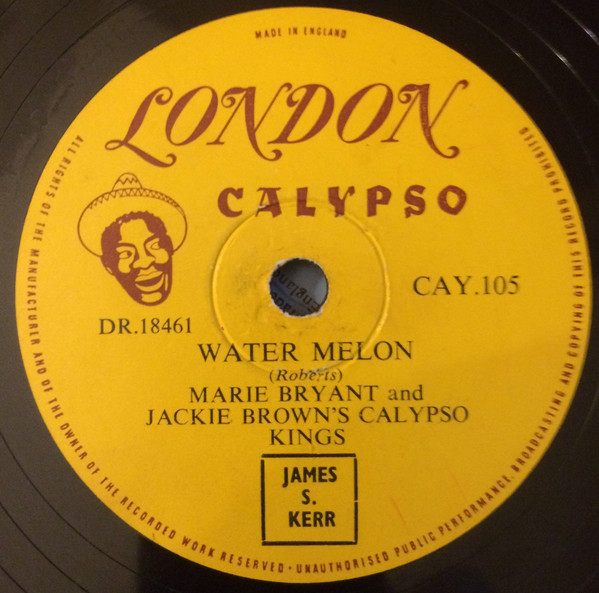 MADE IN ENGLAND
LONDON
CALYPSO
CAY.105
DR.18461
WATER MELON
(Roberts)
MARIE BRYANT and
JACKIE BROWN'S CALYPSO
KINGS
JAMES
S.
KERR
ALL RIGHTS OF THE MANUFACTURER AND OF THE OWNER OF THE RECORDED WORK RESERVED · UNAUTHORISED PUBLIC PERFORMANCE, BROADCASTING AND COPYING OF THIS RECORD PROHIBITED